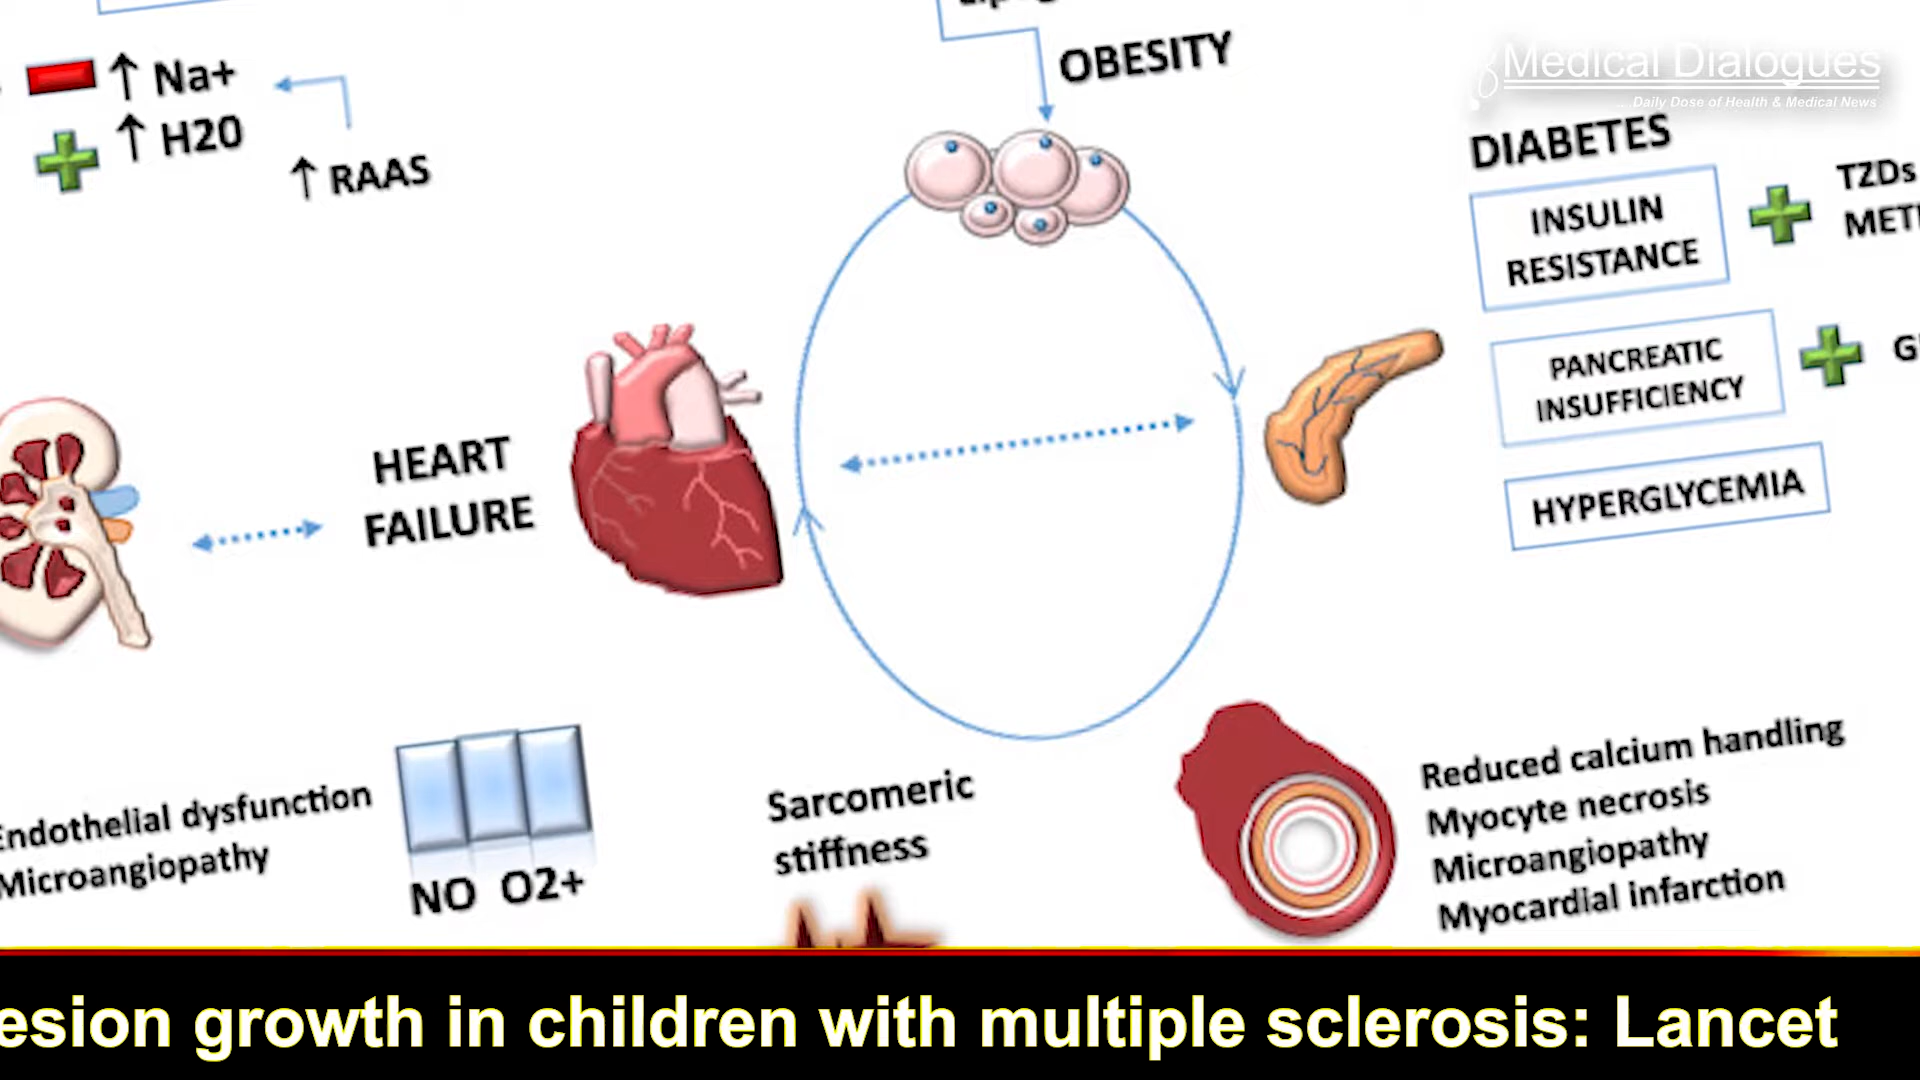 OBESITY
Medical Dialogues
....Daily Dose of Health & Medical News
↑ Na+
↑ H20
↑ RAAS
DIABETES
INSULIN
RESISTANCE
TZDs
PANCREATIC
INSUFFICIENCY
HYPERGLYCEMIA
HEART
FAILURE
Endothelial dysfunction
Microangiopathy
NO O2+
Sarcomeric
stiffness
Reduced calcium handling
Myocyte necrosis
Microangiopathy
Myocardial infarction
esion growth in children with multiple sclerosis: Lancet